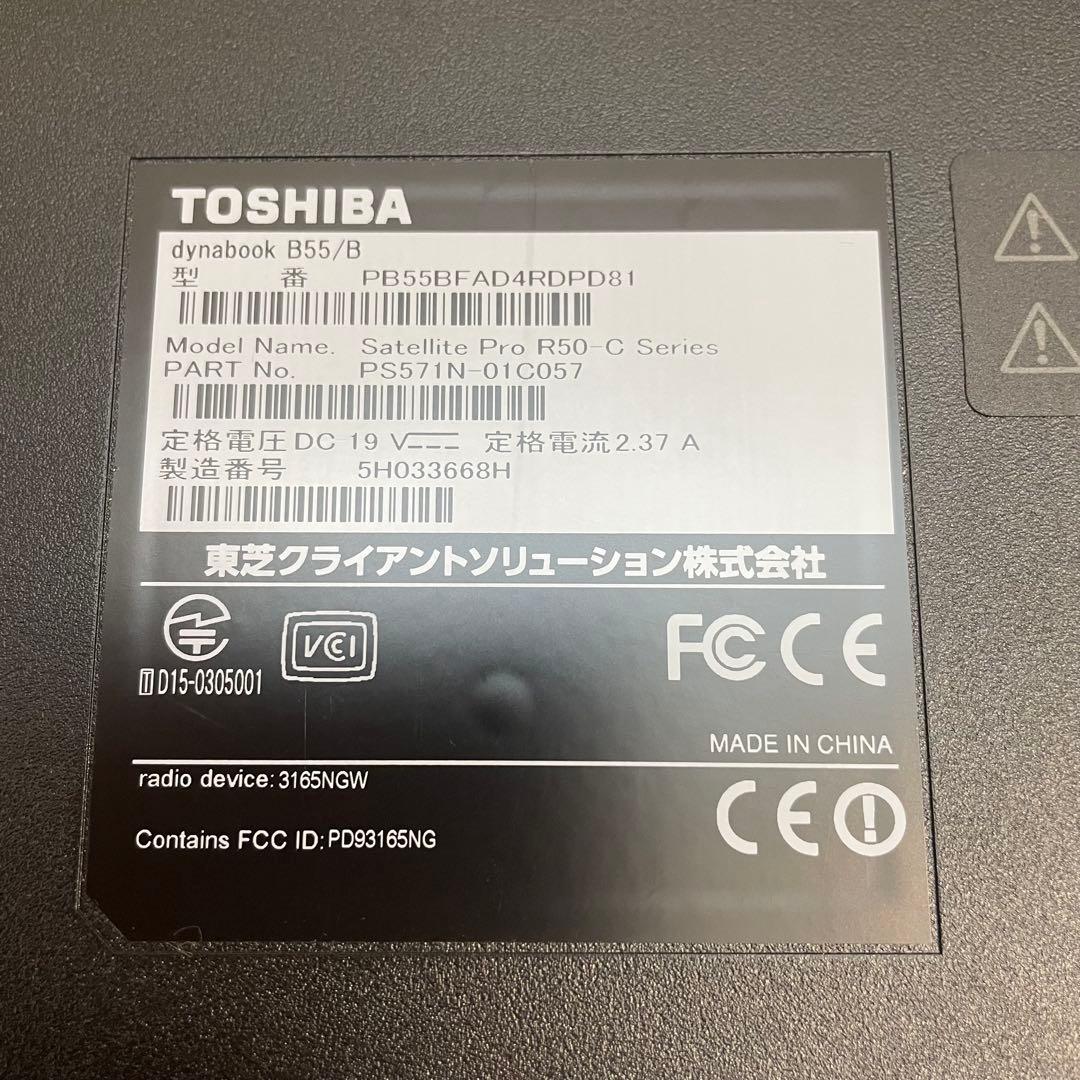 TOSHIBA
dynabook B55/B
型 番 PB55BFAD4RDPD81
Model Name. Satellite Pro R50-C Series
PART No. PS571N-01C057
定格電圧DC 19 V 定格電流2.37 A
製造番号 5H033668H
東芝クライアントソリューション株式会社
T D15-0305001
VCI
FC CE
MADE IN CHINA
radio device: 3165NGW
CE
Contains FCC ID: PD93165NG